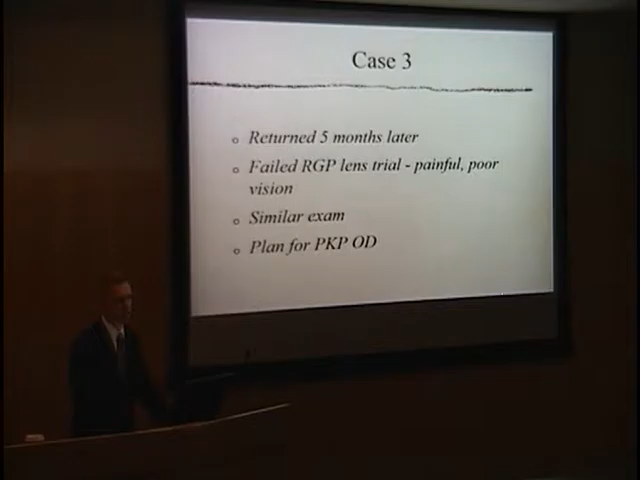 Case 3
Returned 5 months later
Failed RGP lens trial - painful, poor
vision
Similar exam
Plan for PKP OD